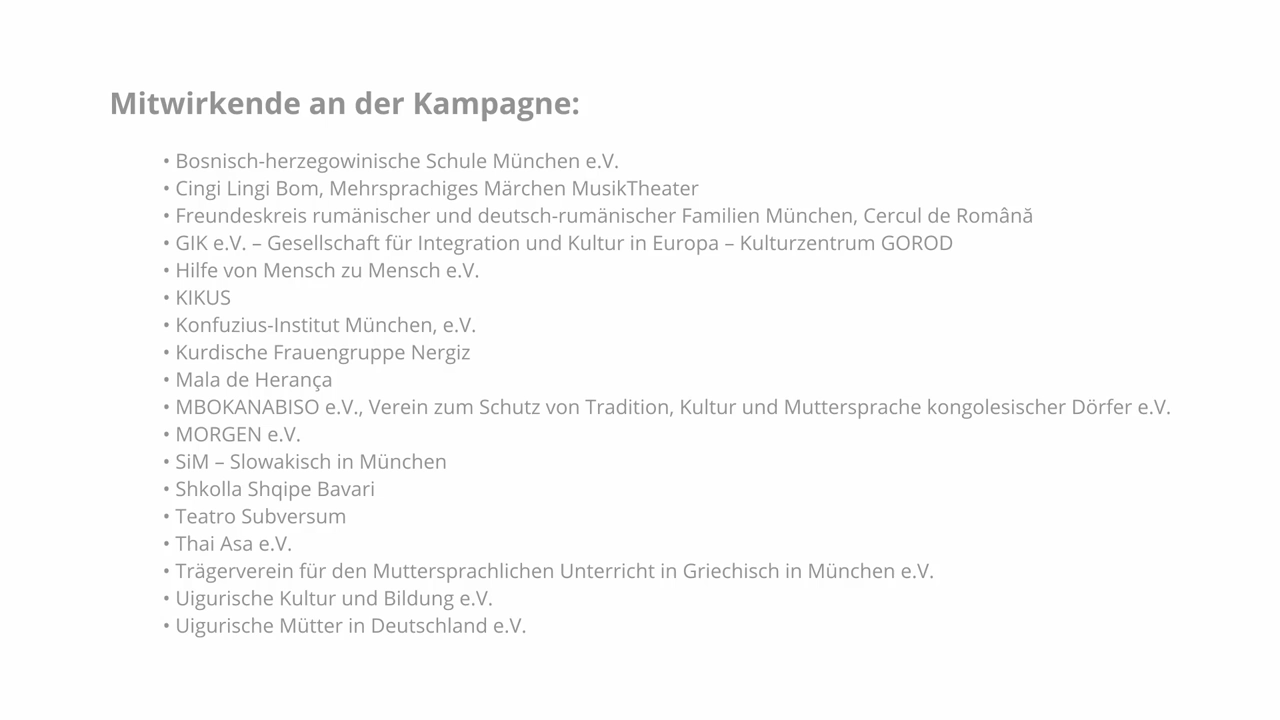 Mitwirkende an der Kampagne:
• Bosnisch-herzegowinische Schule München e.V.
• Cingi Lingi Bom, Mehrsprachiges Märchen MusikTheater
• Freundeskreis rumänischer und deutsch-rumänischer Familien München, Cercul de Română
• GIK e.V. – Gesellschaft für Integration und Kultur in Europa – Kulturzentrum GOROD
• Hilfe von Mensch zu Mensch e.V.
• KIKUS
• Konfuzius-Institut München, e.V.
• Kurdische Frauengruppe Nergiz
• Mala de Herança
• MBOKANABISO e.V., Verein zum Schutz von Tradition, Kultur und Muttersprache kongolesischer Dörfer e.V.
• MORGEN e.V.
• SiM – Slowakisch in München
• Shkolla Shqipe Bavari
• Teatro Subversum
• Thai Asa e.V.
• Trägerverein für den Muttersprachlichen Unterricht in Griechisch in München e.V.
• Uigurische Kultur und Bildung e.V.
• Uigurische Mütter in Deutschland e.V.